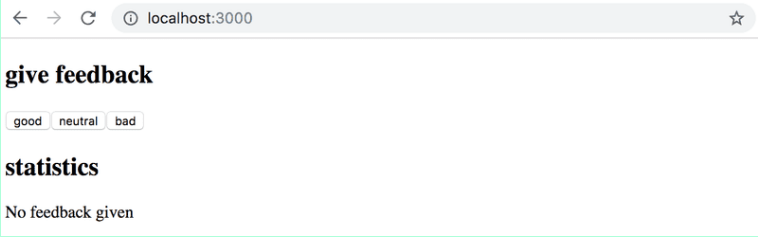 localhost:3000
give feedback
good neutral bad
statistics
No feedback given